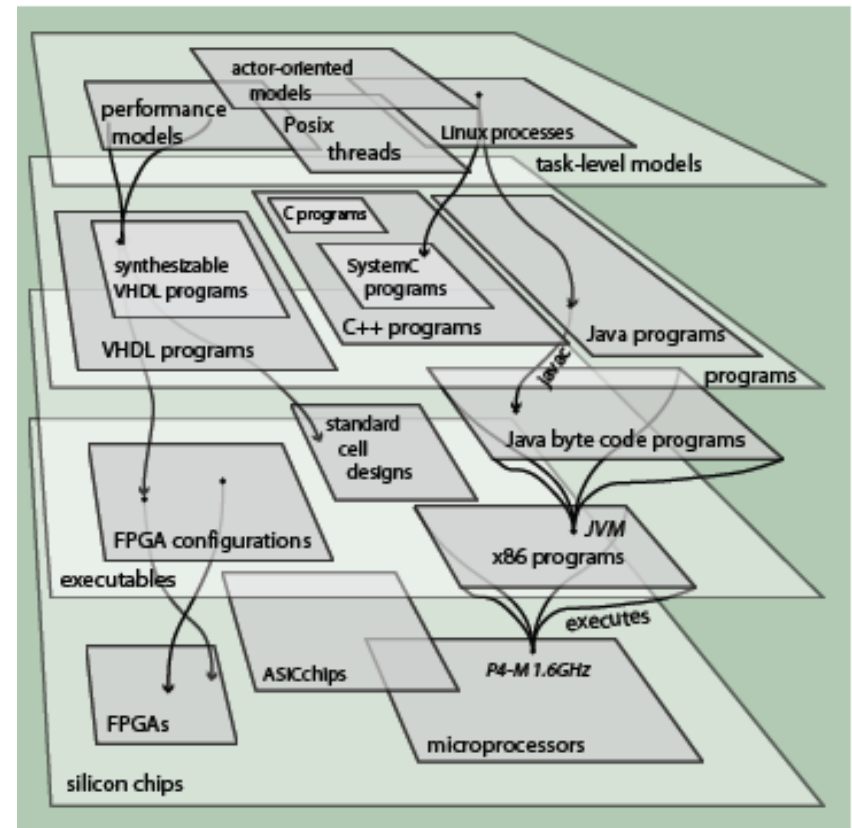 actor-oriented
models
performance
models
Posix
threads
Linux processes
task-level models
C programs
synthesizable
VHDL programs
SystemC
programs
C++ programs
Java programs
VHDL programs
javac
programs
standard
cell
designs
Java byte code programs
FPGA configurations
JVM
x86 programs
executables
executes
ASICchips
P4-M 1.6GHz
FPGAs
microprocessors
silicon chips